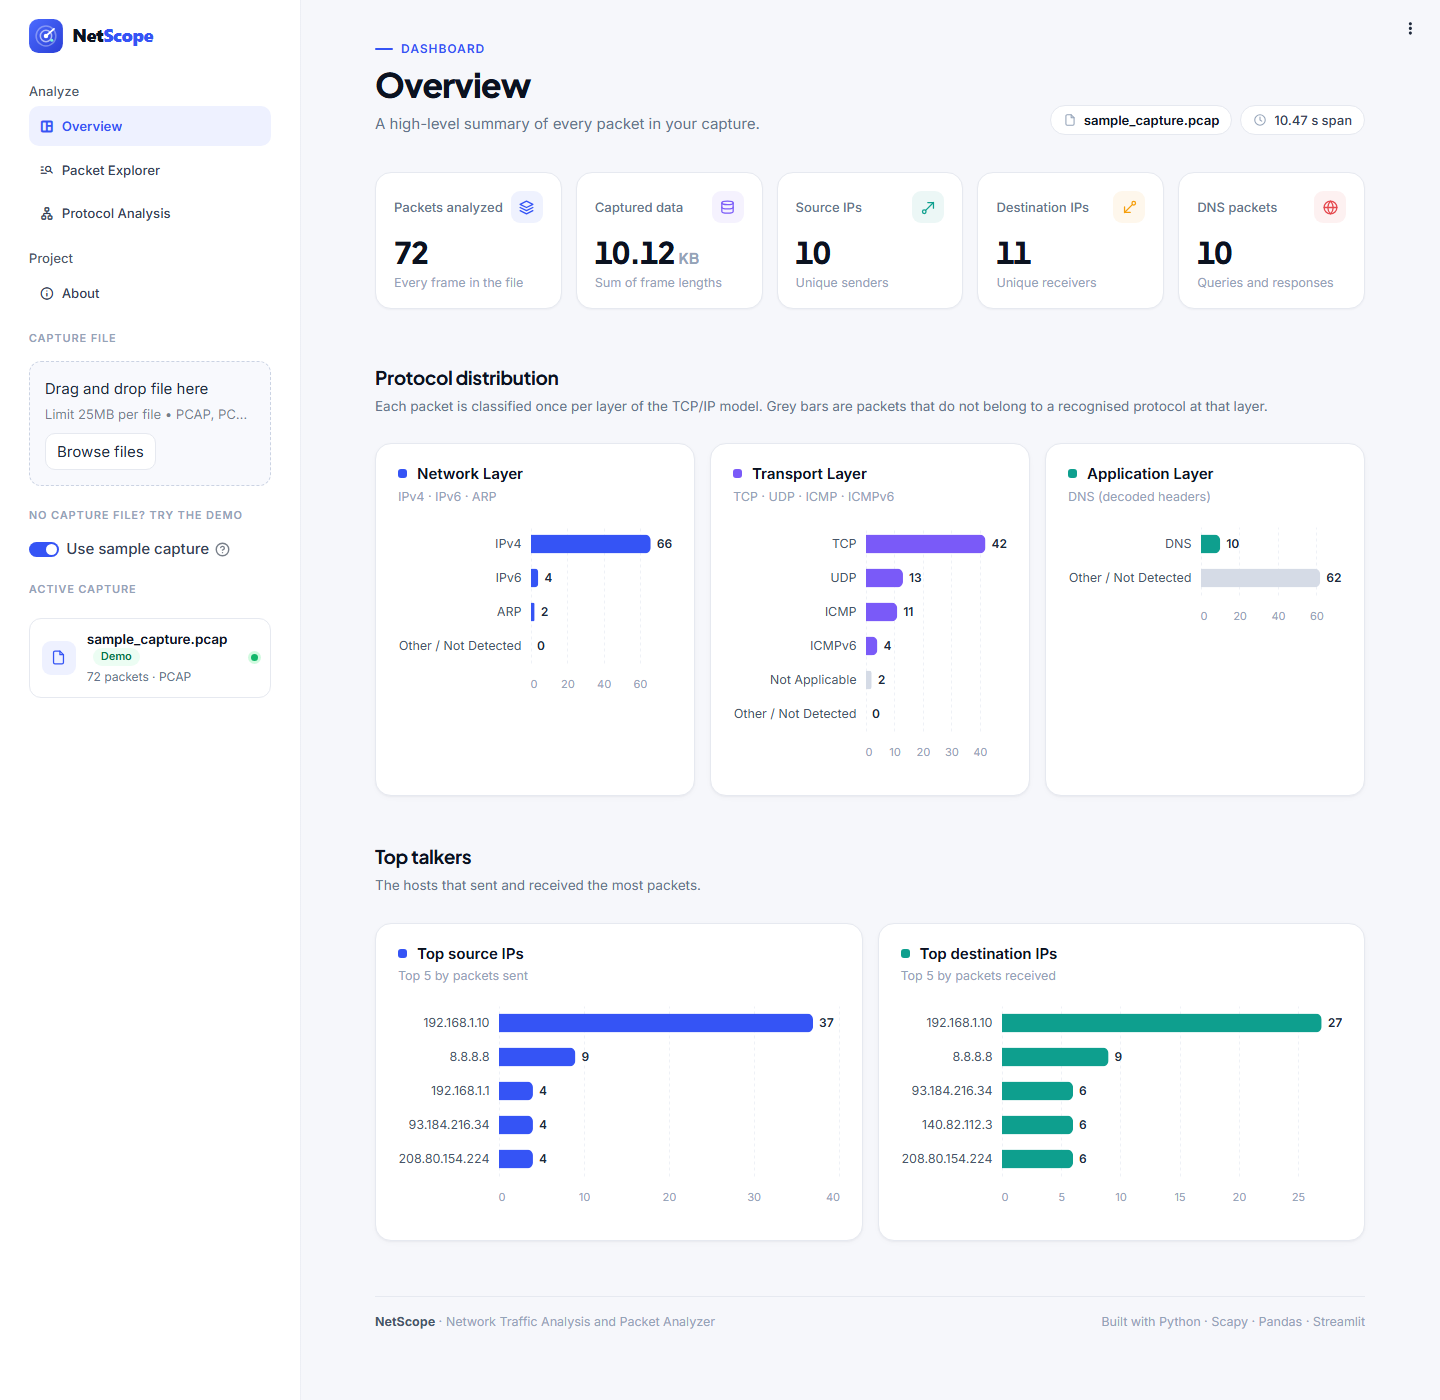 NetScope
Analyze
Overview
Packet Explorer
Protocol Analysis
Project
About
CAPTURE FILE
Drag and drop file here
Limit 25MB per file • PCAP, PC...
Browse files
NO CAPTURE FILE? TRY THE DEMO
Use sample capture
ACTIVE CAPTURE
sample_capture.pcap
Demo
72 packets · PCAP
DASHBOARD
Overview
A high-level summary of every packet in your capture.
sample_capture.pcap
10.47 s span
Packets analyzed
72
Every frame in the file
Captured data
10.12 KB
Sum of frame lengths
Source IPs
10
Unique senders
Destination IPs
11
Unique receivers
DNS packets
10
Queries and responses
Protocol distribution
Each packet is classified once per layer of the TCP/IP model. Grey bars are packets that do not belong to a recognised protocol at that layer.
Network Layer
IPv4 · IPv6 · ARP
IPv4 66
IPv6 4
ARP 2
Other / Not Detected 0
0 20 40 60
Transport Layer
TCP · UDP · ICMP · ICMPv6
TCP 42
UDP 13
ICMP 11
ICMPv6 4
Not Applicable 2
Other / Not Detected 0
0 10 20 30 40
Application Layer
DNS (decoded headers)
DNS 10
Other / Not Detected 62
0 20 40 60
Top talkers
The hosts that sent and received the most packets.
Top source IPs
Top 5 by packets sent
192.168.1.10 37
8.8.8.8 9
192.168.1.1 4
93.184.216.34 4
208.80.154.224 4
0 10 20 30 40
Top destination IPs
Top 5 by packets received
192.168.1.10 27
8.8.8.8 9
93.184.216.34 6
140.82.112.3 6
208.80.154.224 6
0 5 10 15 20 25
NetScope · Network Traffic Analysis and Packet Analyzer
Built with Python · Scapy · Pandas · Streamlit